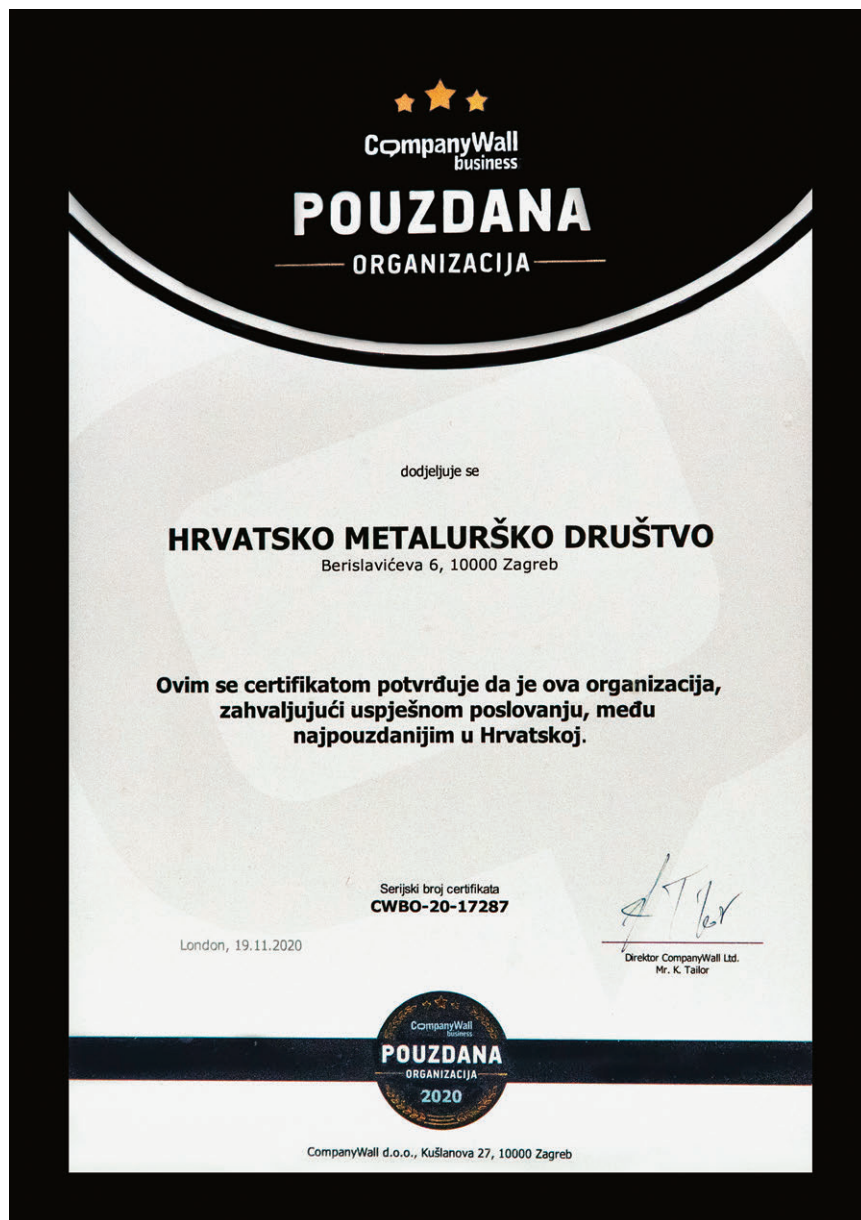 CompanyWall
business
POUZDANA
ORGANIZACIJA
dodjeljuje se
HRVATSKO METALURŠKO DRUŠTVO
Berislavićeva 6, 10000 Zagreb
Ovim se certifikatom potvrđuje da je ova organizacija,
zahvaljujući uspješnom poslovanju, među
najpouzdanijim u Hrvatskoj.
Serijski broj certifikata
CWBO-20-17287
London, 19.11.2020
Direktor CompanyWall Ltd.
Mr. K. Tailor
CompanyWall
business
POUZDANA
ORGANIZACIJA
2020
CompanyWall d.o.o., Kušlanova 27, 10000 Zagreb